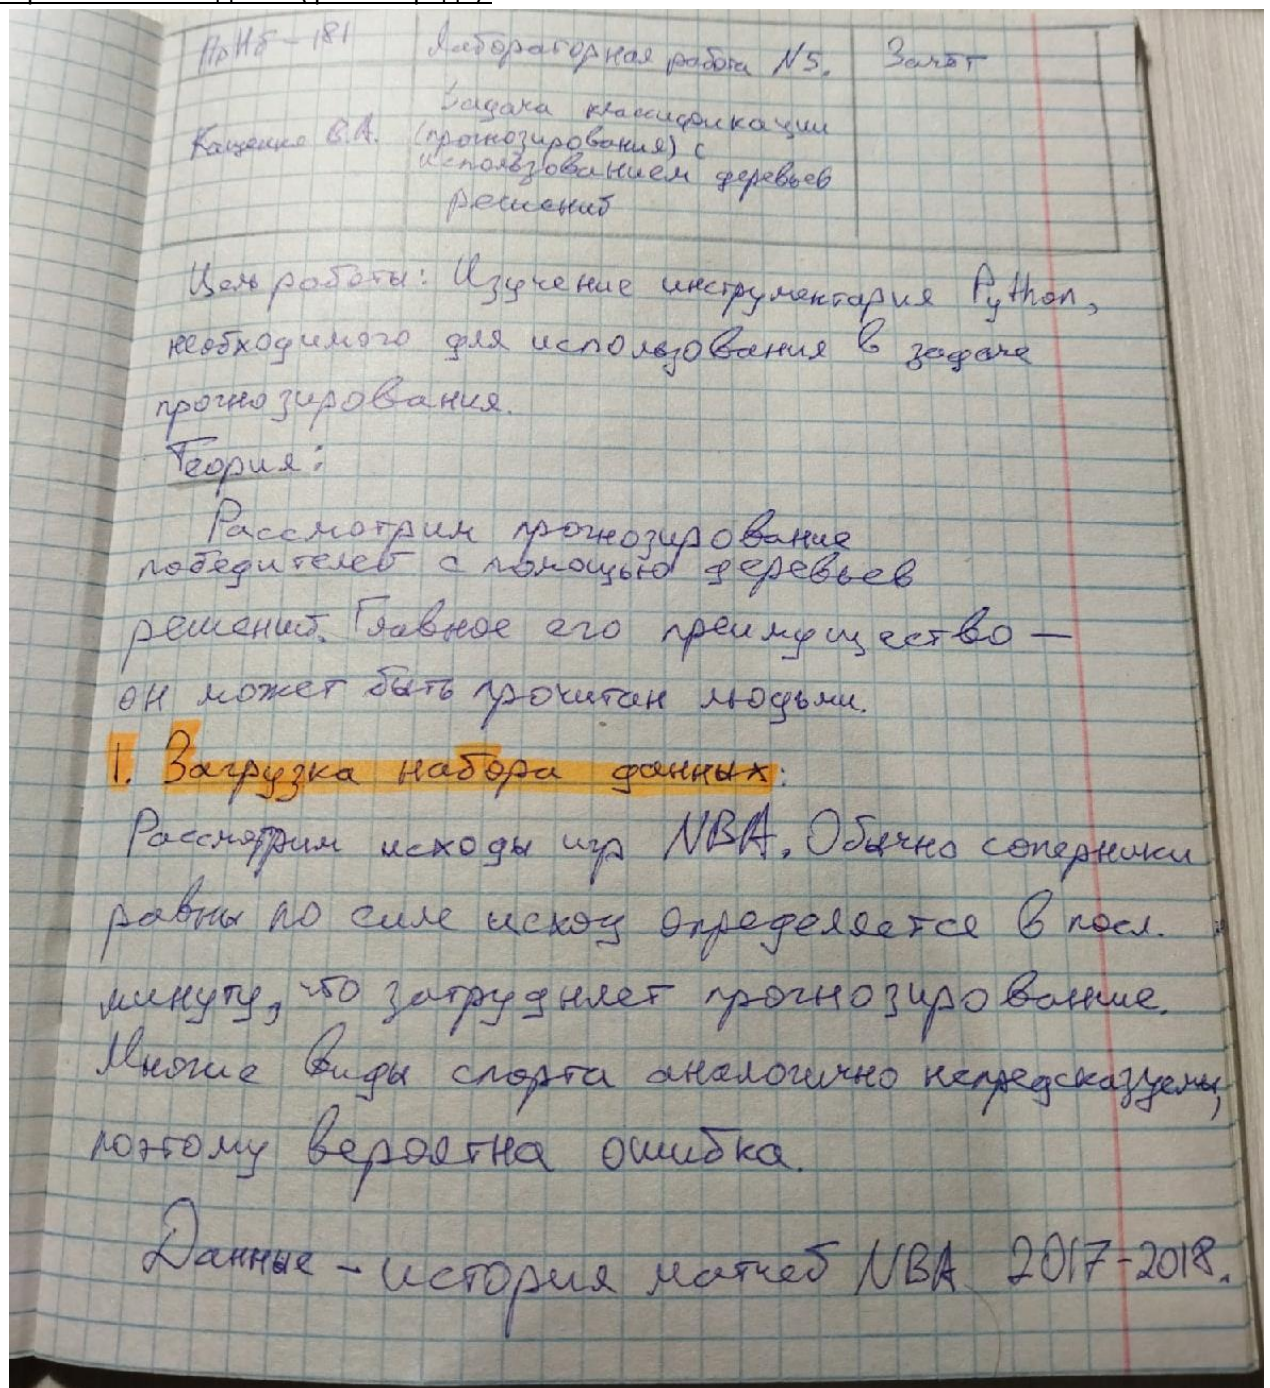 ПрИб-181
Лабораторная работа №5.
Зачёт
Кащенко В.А.
Задача классификации
(прогнозирования) с
использованием деревьев
решений
Цель работы: Изучение инструментария Python,
необходимого для использования в задаче
прогнозирования.
Теория:
Рассмотрим прогнозирование
победителей с помощью деревьев
решений. Главное его преимущество —
он может быть прочитан людьми.
1. Загрузка набора данных:
Рассмотрим исходы игр NBA. Обычно соперники
равны по силе исход определяется в посл.
минуту, что затрудняет прогнозирование.
Многие виды спорта аналогично непредсказуемы,
поэтому вероятна ошибка.
Данные – история матчей NBA 2017-2018.